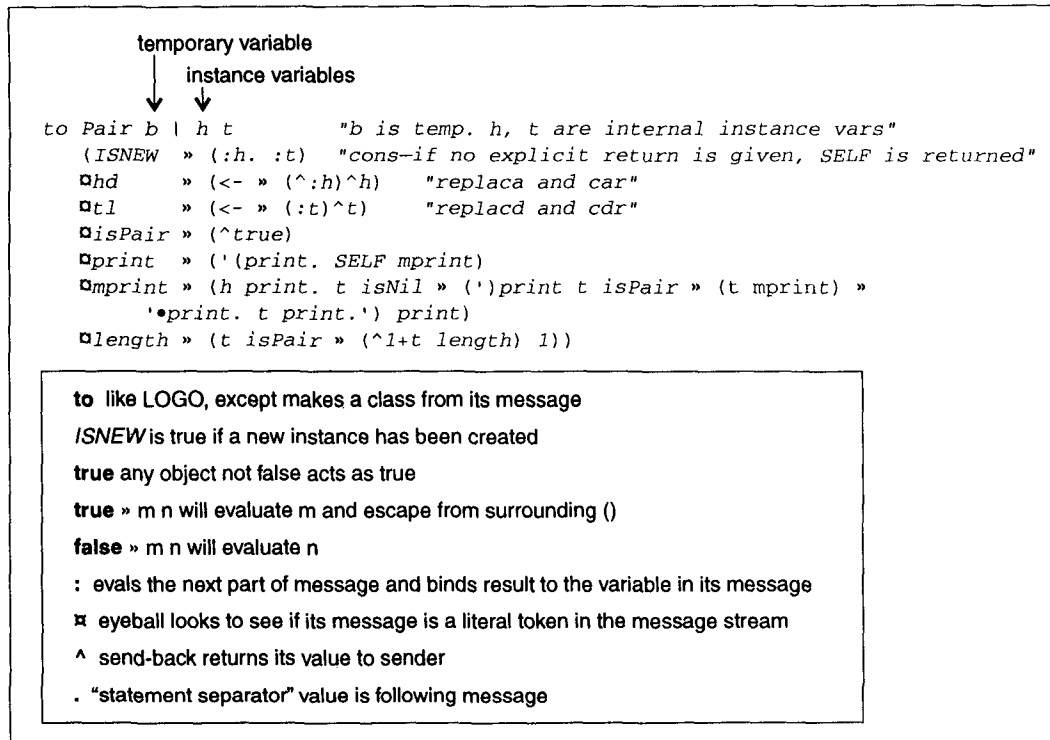 temporary variable
instance variables
to Pair b | h t "b is temp. h, t are internal instance vars"
(ISNEW » (:h. :t) "cons—if no explicit return is given, SELF is returned"
¤hd » (<- » (^:h)^h) "replaca and car"
¤tl » (<- » (:t)^t) "replacd and cdr"
¤isPair » (^true)
¤print » ('(print. SELF mprint)
¤mprint » (h print. t isNil » (')print t isPair » (t mprint) »
'•print. t print.') print)
¤length » (t isPair » (^1+t length) 1))
to like LOGO, except makes a class from its message
ISNEW is true if a new instance has been created
true any object not false acts as true
true » m n will evaluate m and escape from surrounding ()
false » m n will evaluate n
: evals the next part of message and binds result to the variable in its message
¤ eyeball looks to see if its message is a literal token in the message stream
^ send-back returns its value to sender
. "statement separator" value is following message